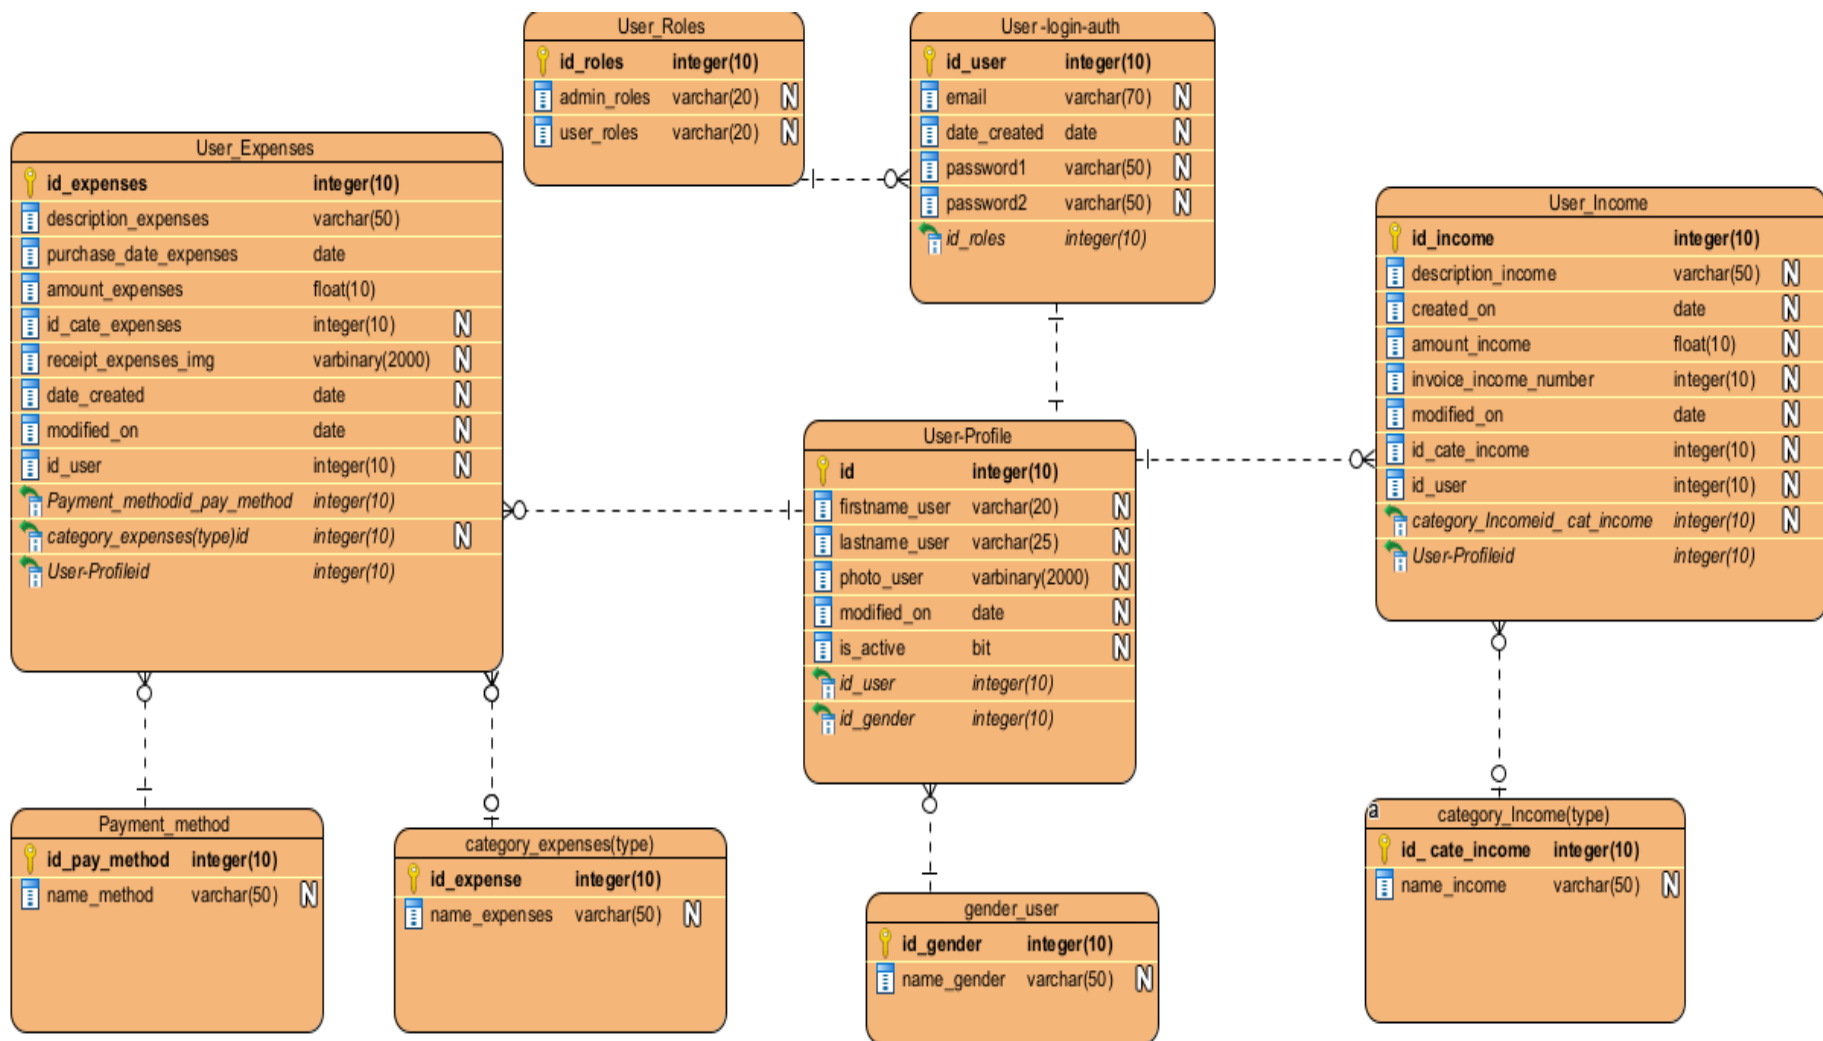 User_Roles
id_roles integer(10)
admin_roles varchar(20) N
user_roles varchar(20) N
User-login-auth
id_user integer(10)
email varchar(70) N
date_created date N
password1 varchar(50) N
password2 varchar(50) N
id_roles integer(10)
User_Expenses
id_expenses integer(10)
description_expenses varchar(50)
purchase_date_expenses date
amount_expenses float(10)
id_cate_expenses integer(10) N
receipt_expenses_img varbinary(2000) N
date_created date N
modified_on date N
id_user integer(10) N
Payment_methodid_pay_method integer(10)
category_expenses(type)id integer(10) N
User-Profileid integer(10)
User_Income
id_income integer(10)
description_income varchar(50) N
created_on date N
amount_income float(10) N
invoice_income_number integer(10) N
modified_on date N
id_cate_income integer(10) N
id_user integer(10) N
category_Incomeid_ cat_income integer(10) N
User-Profileid integer(10)
User-Profile
id integer(10)
firstname_user varchar(20) N
lastname_user varchar(25) N
photo_user varbinary(2000) N
modified_on date N
is_active bit N
id_user integer(10)
id_gender integer(10)
Payment_method
id_pay_method integer(10)
name_method varchar(50) N
category_expenses(type)
id_expense integer(10)
name_expenses varchar(50) N
gender_user
id_gender integer(10)
name_gender varchar(50) N
a
category_Income(type)
id_ cate_income integer(10)
name_income varchar(50) N